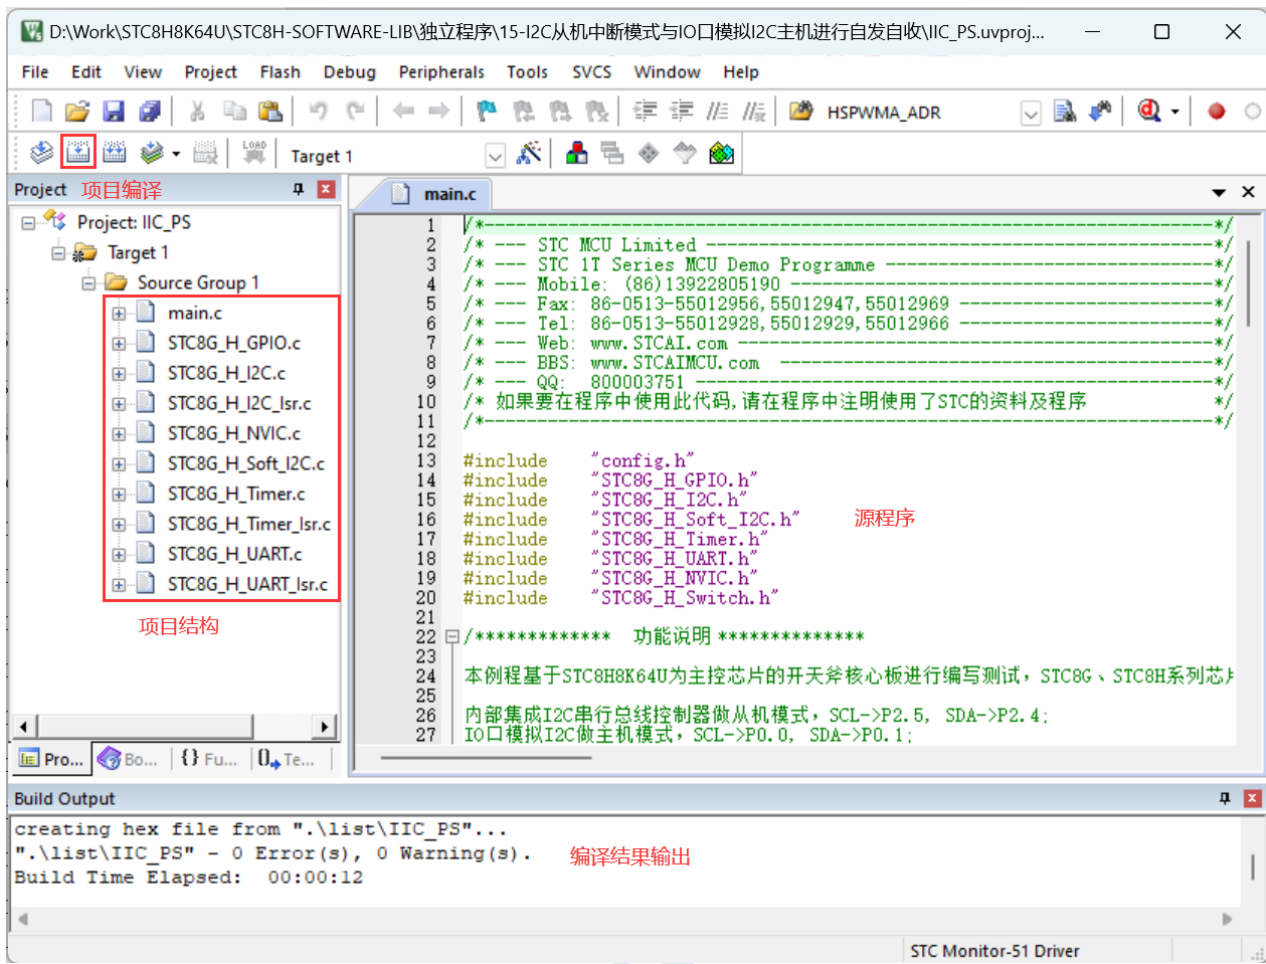 D:\Work\STC8H8K64U\STC8H-SOFTWARE-LIB\独立程序\15-I2C从机中断模式与IO口模拟I2C主机进行自发自收\IIC_PS.uvproj...
File Edit View Project Flash Debug Peripherals Tools SVCS Window Help
HSPWMA_ADR
LOAD Target 1
Project 项目编译
main.c
Project: IIC_PS
Target 1
Source Group 1
main.c
STC8G_H_GPIO.c
STC8G_H_I2C.c
STC8G_H_I2C_Isr.c
STC8G_H_NVIC.c
STC8G_H_Soft_I2C.c
STC8G_H_Timer.c
STC8G_H_Timer_Isr.c
STC8G_H_UART.c
STC8G_H_UART_Isr.c
项目结构
1 /*---------------------------------------------------------------------*/
2 /* --- STC MCU Limited ------------------------------------------------*/
3 /* --- STC 1T Series MCU Demo Programme -------------------------------*/
4 /* --- Mobile: (86)13922805190 ----------------------------------------*/
5 /* --- Fax: 86-0513-55012956,55012947,55012969 ------------------------*/
6 /* --- Tel: 86-0513-55012928,55012929,55012966 ------------------------*/
7 /* --- Web: www.STCAI.com ---------------------------------------------*/
8 /* --- BBS: www.STCAIMCU.com -----------------------------------------*/
9 /* --- QQ: 800003751 -------------------------------------------------*/
10 /* 如果要在程序中使用此代码,请在程序中注明使用了STC的资料及程序 */
11 /*---------------------------------------------------------------------*/
12
13 #include "config.h"
14 #include "STC8G_H_GPIO.h"
15 #include "STC8G_H_I2C.h"
16 #include "STC8G_H_Soft_I2C.h"
17 #include "STC8G_H_Timer.h"
18 #include "STC8G_H_UART.h"
19 #include "STC8G_H_NVIC.h"
20 #include "STC8G_H_Switch.h"
源程序
21
22 /************* 功能说明 **************
23
24 本例程基于STC8H8K64U为主控芯片的开天斧核心板进行编写测试，STC8G、STC8H系列芯片
25
26 内部集成I2C串行总线控制器做从机模式，SCL->P2.5, SDA->P2.4;
27 IO口模拟I2C做主机模式，SCL->P0.0, SDA->P0.1;
Pro... Bo... {} Fu... Te...
Build Output
creating hex file from ".\list\IIC_PS"...
".\list\IIC_PS" - 0 Error(s), 0 Warning(s).
编译结果输出
Build Time Elapsed: 00:00:12
STC Monitor-51 Driver